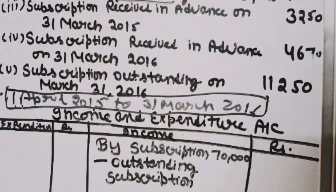 (iii) Subscription Received in Advance on 3250
31 March 2015
(iv) Subscription Received in Advance 4670
on 31 March 2016
(v) Subscription Outstanding on 11250
March 31, 2016
April 2015 to 31 March 2016
Income and Expenditure A/C
Expenditure Rs. Income Rs.
By Subscription 70,000
- Outstanding
Subscription